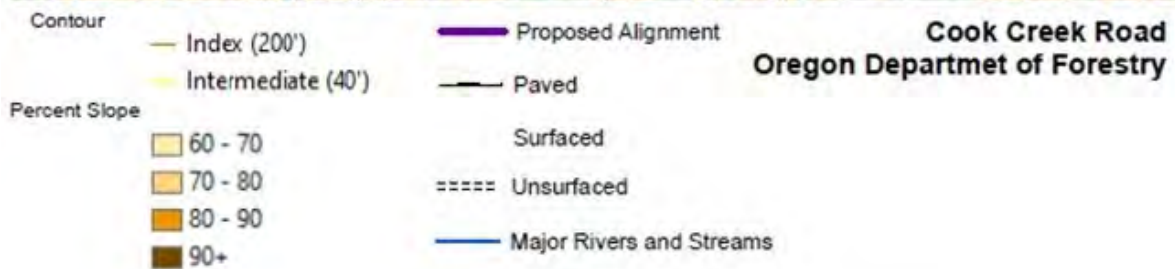 Contour
Index (200')
Intermediate (40')
Percent Slope
60 - 70
70 - 80
80 - 90
90+
Proposed Alignment
Paved
Surfaced
Unsurfaced
Major Rivers and Streams
Cook Creek Road
Oregon Departmet of Forestry